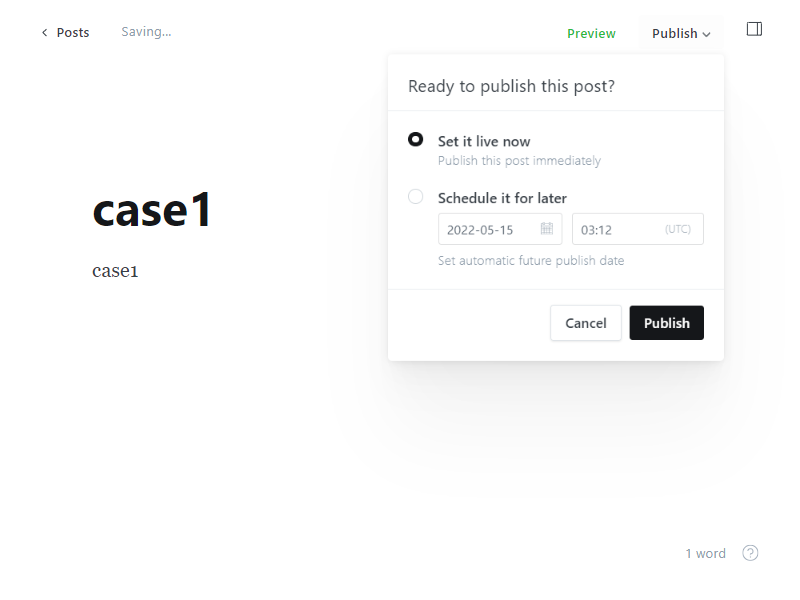 Posts Saving... Preview Publish
Ready to publish this post?
Set it live now
Publish this post immediately
Schedule it for later
2022-05-15 03:12 (UTC)
Set automatic future publish date
Cancel Publish
case1
case1
1 word ?